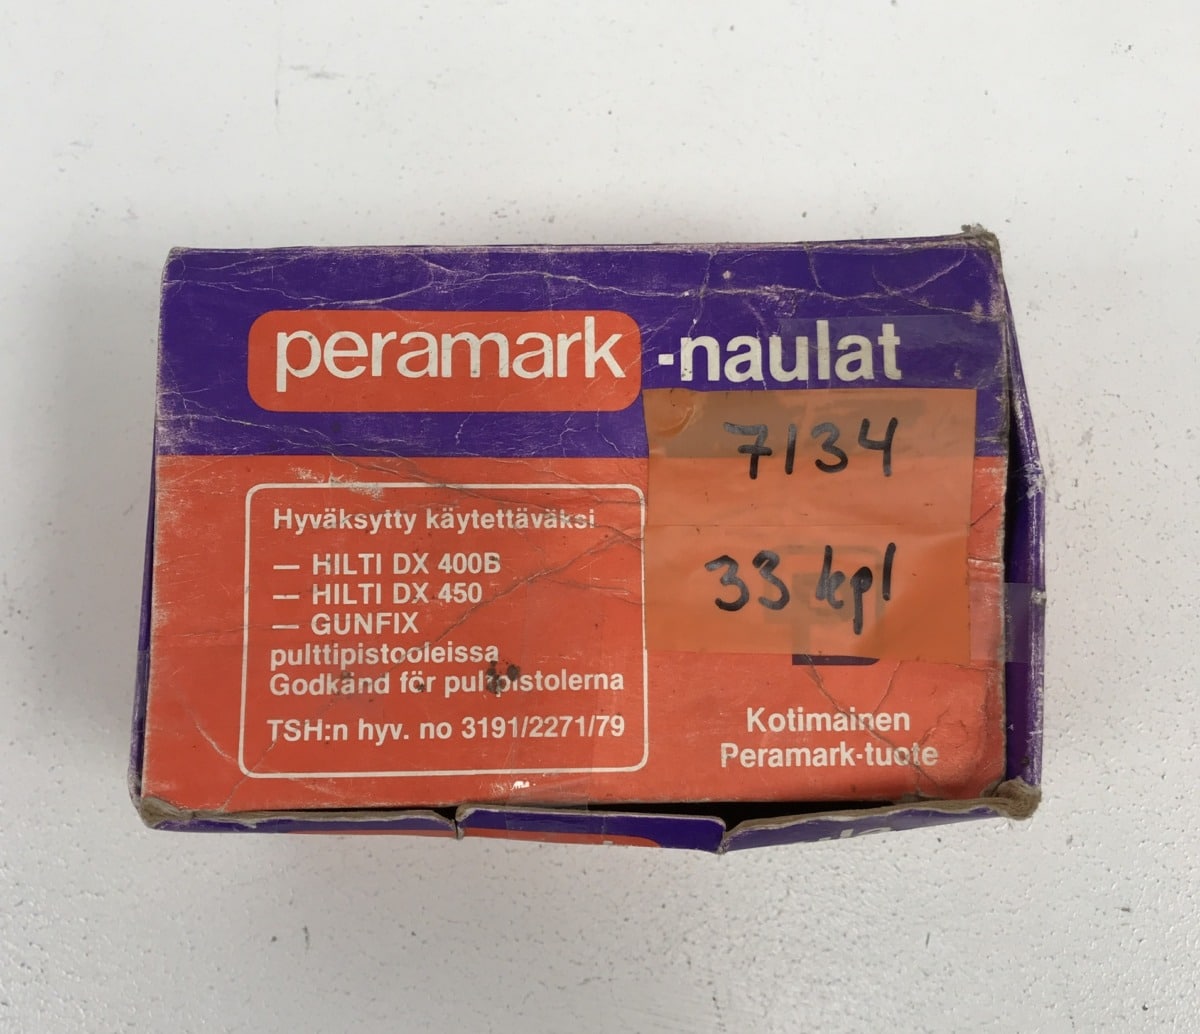 peramark -naulat
7134
33 kpl
Hyväksytty käytettäväksi
— HILTI DX 400B
— HILTI DX 450
— GUNFIX
pulttipistooleissa
Godkänd för pultpistolerna
TSH:n hyv. no 3191/2271/79
Kotimainen
Peramark-tuote